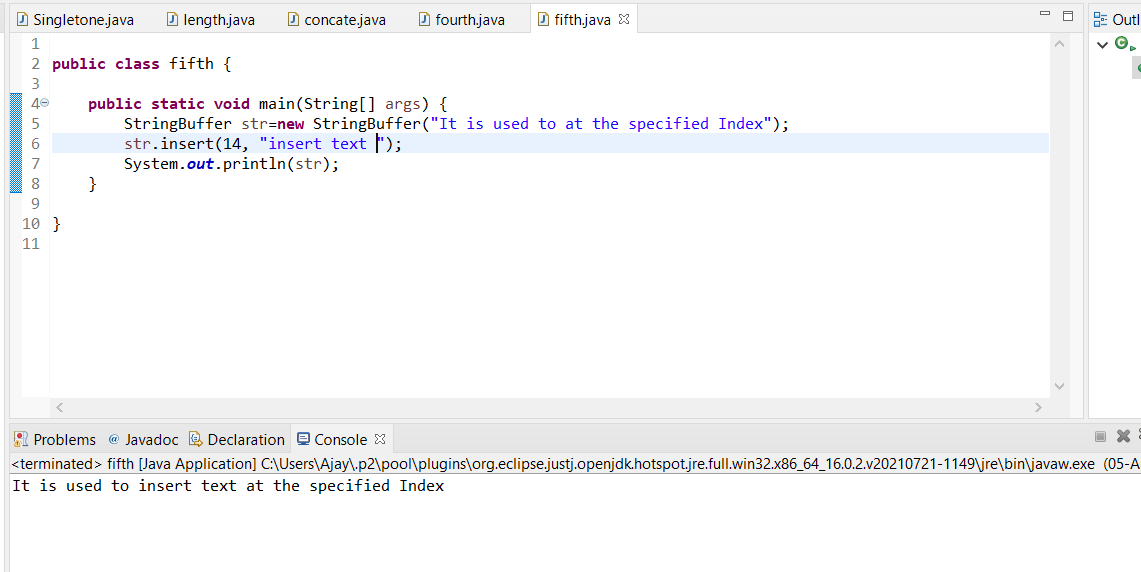 Singletone.java length.java concate.java fourth.java fifth.java
Outl
1
2 public class fifth {
3
4 public static void main(String[] args) {
5 StringBuffer str=new StringBuffer("It is used to at the specified Index");
6 str.insert(14, "insert text ");
7 System.out.println(str);
8 }
9
10 }
11
Problems @ Javadoc Declaration Console
<terminated> fifth [Java Application] C:\Users\Ajay\.p2\pool\plugins\org.eclipse.justj.openjdk.hotspot.jre.full.win32.x86_64_16.0.2.v20210721-1149\jre\bin\javaw.exe (05-A
It is used to insert text at the specified Index